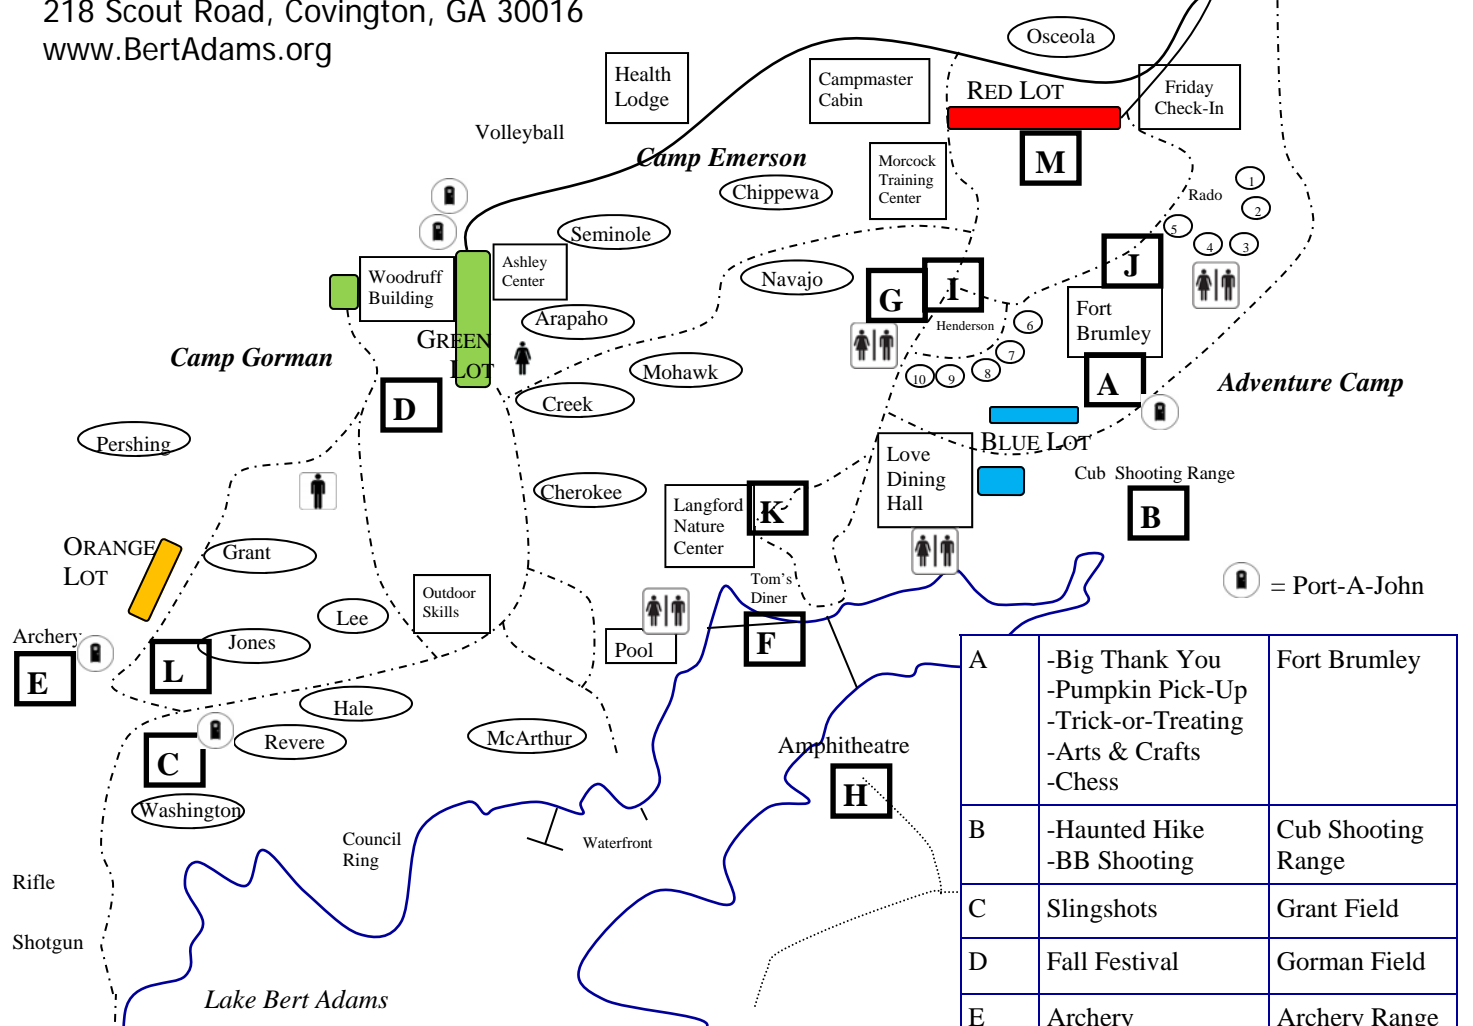 218 Scout Road, Covington, GA 30016
www.BertAdams.org
Osceola
Health
Lodge
Campmaster
Cabin
RED LOT
Friday
Check-In
Volleyball
Camp Emerson
M
Morcock
Training
Center
Chippewa
Rado
1
2
3
4
5
Seminole
Ashley
Center
Woodruff
Building
Navajo
G
I
J
Henderson
Fort
Brumley
6
7
8
9
10
Arapaho
GREEN
LOT
Camp Gorman
Mohawk
A
Adventure Camp
D
Creek
BLUE LOT
Pershing
Love
Dining
Hall
Cub Shooting Range
B
Cherokee
Langford
Nature
Center
K
ORANGE
LOT
Grant
Tom's
Diner
= Port-A-John
Outdoor
Skills
Lee
Archery
E
L
Jones
Pool
F
Hale
Revere
McArthur
C
Washington
Amphitheatre
H
Council
Ring
Waterfront
Rifle
Shotgun
Lake Bert Adams
A
-Big Thank You
-Pumpkin Pick-Up
-Trick-or-Treating
-Arts & Crafts
-Chess
Fort Brumley
B
-Haunted Hike
-BB Shooting
Cub Shooting
Range
C Slingshots Grant Field
D Fall Festival Gorman Field
E Archery Archery Range